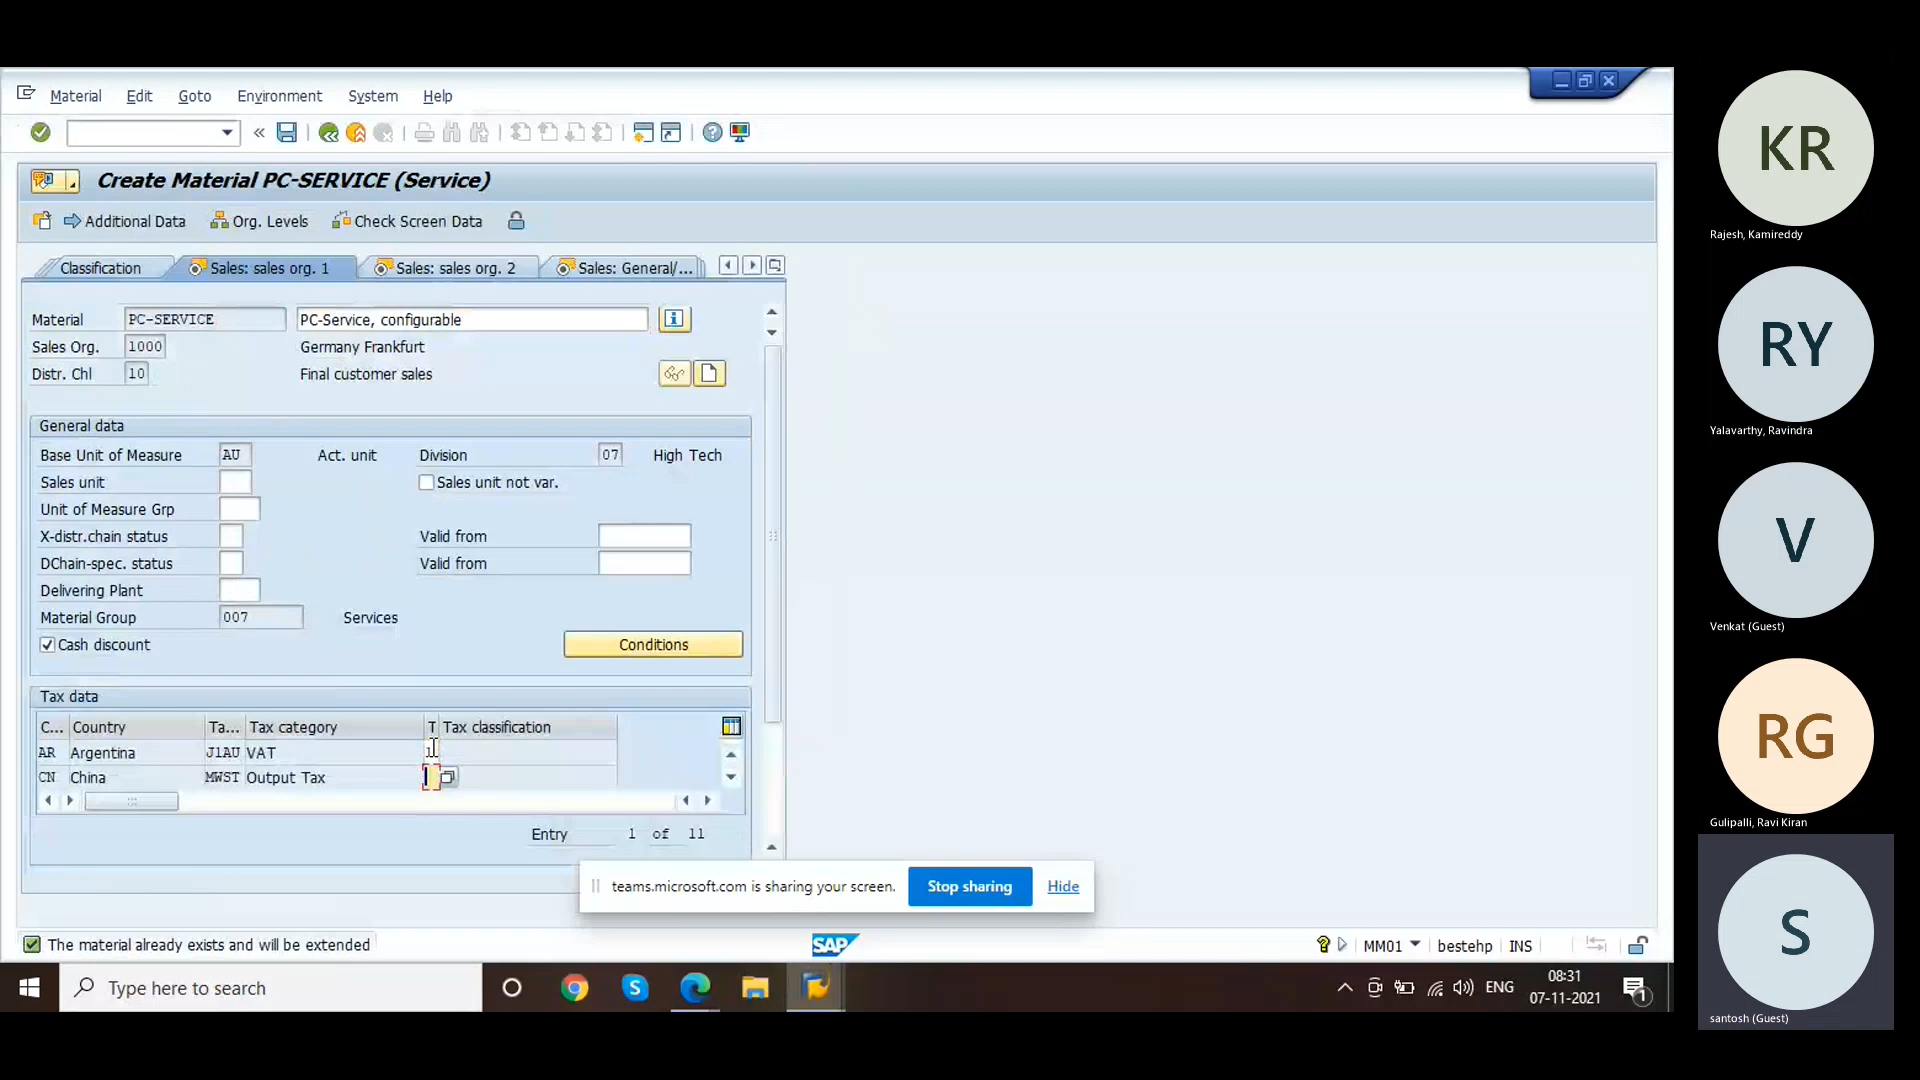 Material Edit Goto Environment System Help
Create Material PC-SERVICE (Service)
Additional Data Org. Levels Check Screen Data
Classification Sales: sales org. 1 Sales: sales org. 2 Sales: General/...
Material PC-SERVICE PC-Service, configurable
Sales Org. 1000 Germany Frankfurt
Distr. Chl 10 Final customer sales
General data
Base Unit of Measure AU Act. unit Division 07 High Tech
Sales unit Sales unit not var.
Unit of Measure Grp
X-distr.chain status Valid from
DChain-spec. status Valid from
Delivering Plant
Material Group 007 Services
Cash discount Conditions
Tax data
C... Country Ta... Tax category T Tax classification
AR Argentina J1AU VAT 1
CN China MWST Output Tax
Entry 1 of 11
teams.microsoft.com is sharing your screen. Stop sharing Hide
The material already exists and will be extended SAP MM01 bestehp INS
Type here to search S ENG 08:31
07-11-2021 1
KR
Rajesh, Kamireddy
RY
Yalavarthy, Ravindra
V
Venkat (Guest)
RG
Gulipalli, Ravi Kiran
S
santosh (Guest)